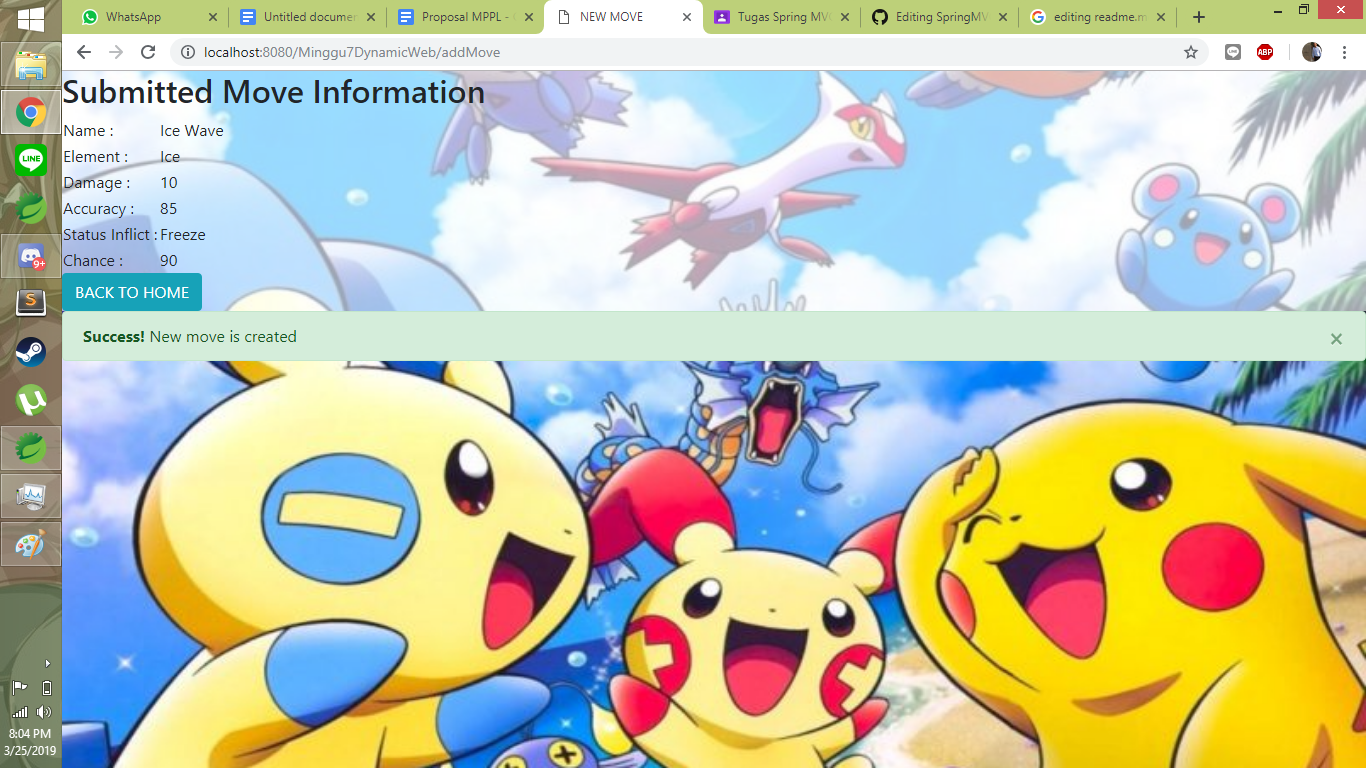 WhatsApp
Untitled documen
Proposal MPPL -
NEW MOVE
Tugas Spring MV
Editing SpringMV
editing readme.m
localhost:8080/Minggu7DynamicWeb/addMove
ABP
Submitted Move Information
Name : Ice Wave
Element : Ice
Damage : 10
Accuracy : 85
Status Inflict : Freeze
Chance : 90
BACK TO HOME
Success! New move is created
×
LINE
9+
S
µ
8:04 PM
3/25/2019